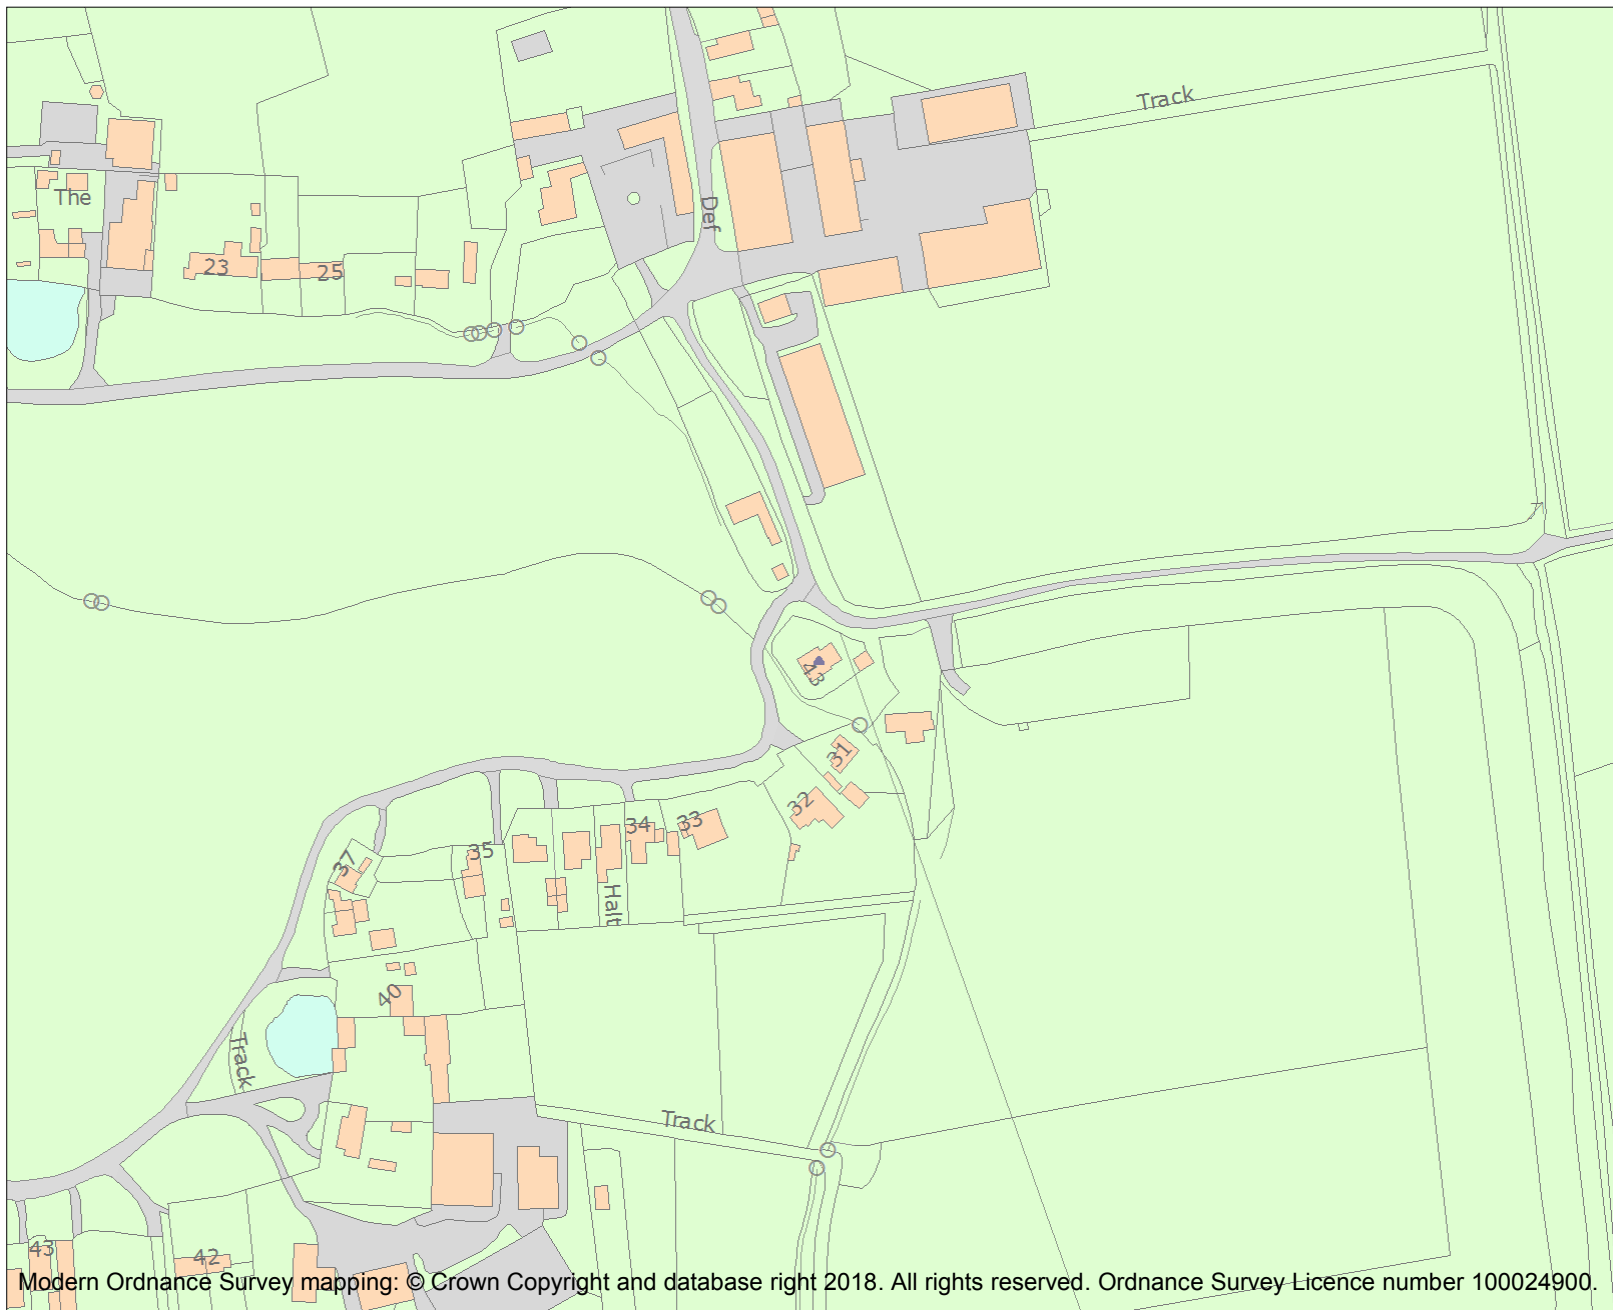 Track
The
Def
23
25
43
31
32
33
34
35
37
Halt
40
Track
Track
42
43
Modern Ordnance Survey mapping: © Crown Copyright and database right 2018. All rights reserved. Ordnance Survey Licence number 100024900.